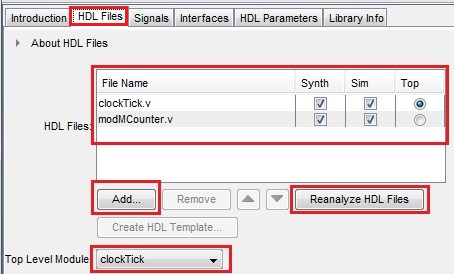 Introduction HDL Files Signals Interfaces HDL Parameters Library Info
About HDL Files
File Name Synth Sim Top
clockTick.v
modMCounter.v
HDL Files:
Add... Remove Reanalyze HDL Files
Create HDL Template...
Top Level Module: clockTick